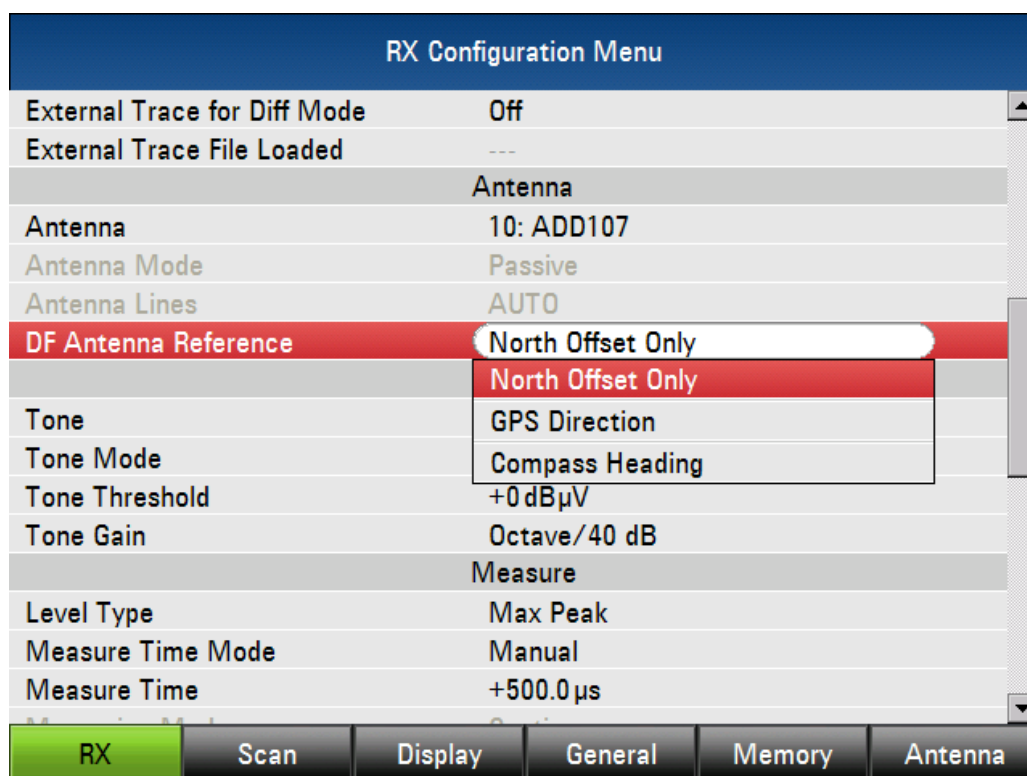 RX Configuration Menu
External Trace for Diff Mode Off
External Trace File Loaded ---
Antenna
Antenna 10: ADD107
Antenna Mode Passive
Antenna Lines AUTO
DF Antenna Reference North Offset Only
North Offset Only
Tone GPS Direction
Tone Mode Compass Heading
Tone Threshold +0 dBµV
Tone Gain Octave/40 dB
Measure
Level Type Max Peak
Measure Time Mode Manual
Measure Time +500.0 µs
RX Scan Display General Memory Antenna